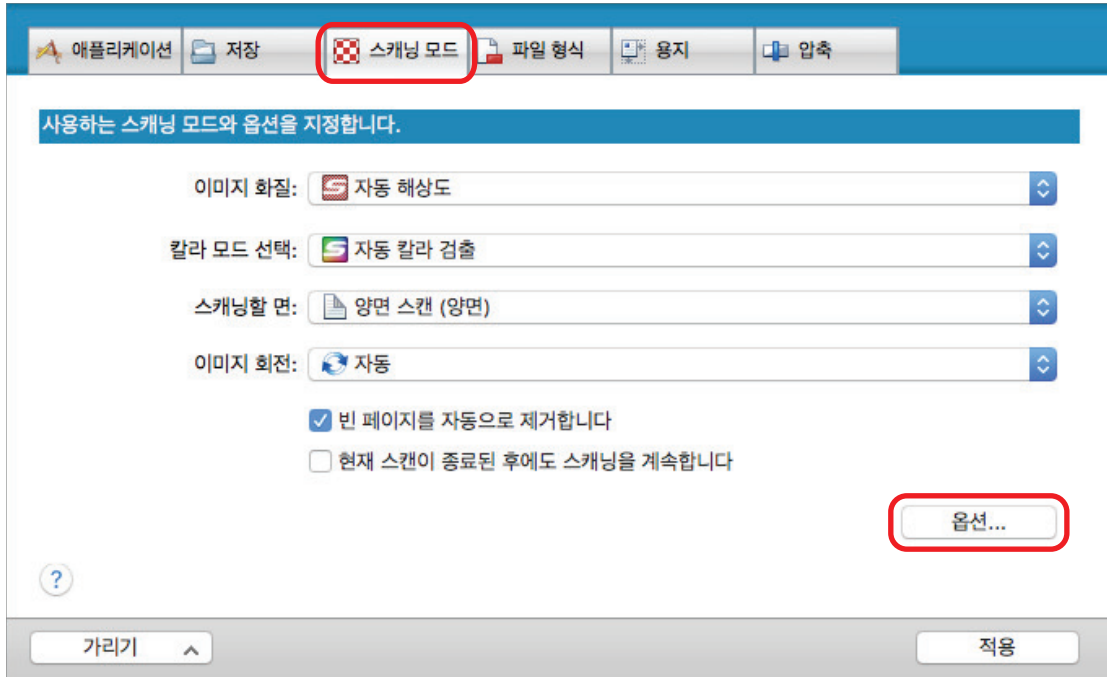 애플리케이션 저장 스캐닝 모드 파일 형식 용지 압축
사용하는 스캐닝 모드와 옵션을 지정합니다.
이미지 화질: 자동 해상도
칼라 모드 선택: 자동 칼라 검출
스캐닝할 면: 양면 스캔 (양면)
이미지 회전: 자동
빈 페이지를 자동으로 제거합니다
현재 스캔이 종료된 후에도 스캐닝을 계속합니다
옵션...
?
가리기 적용